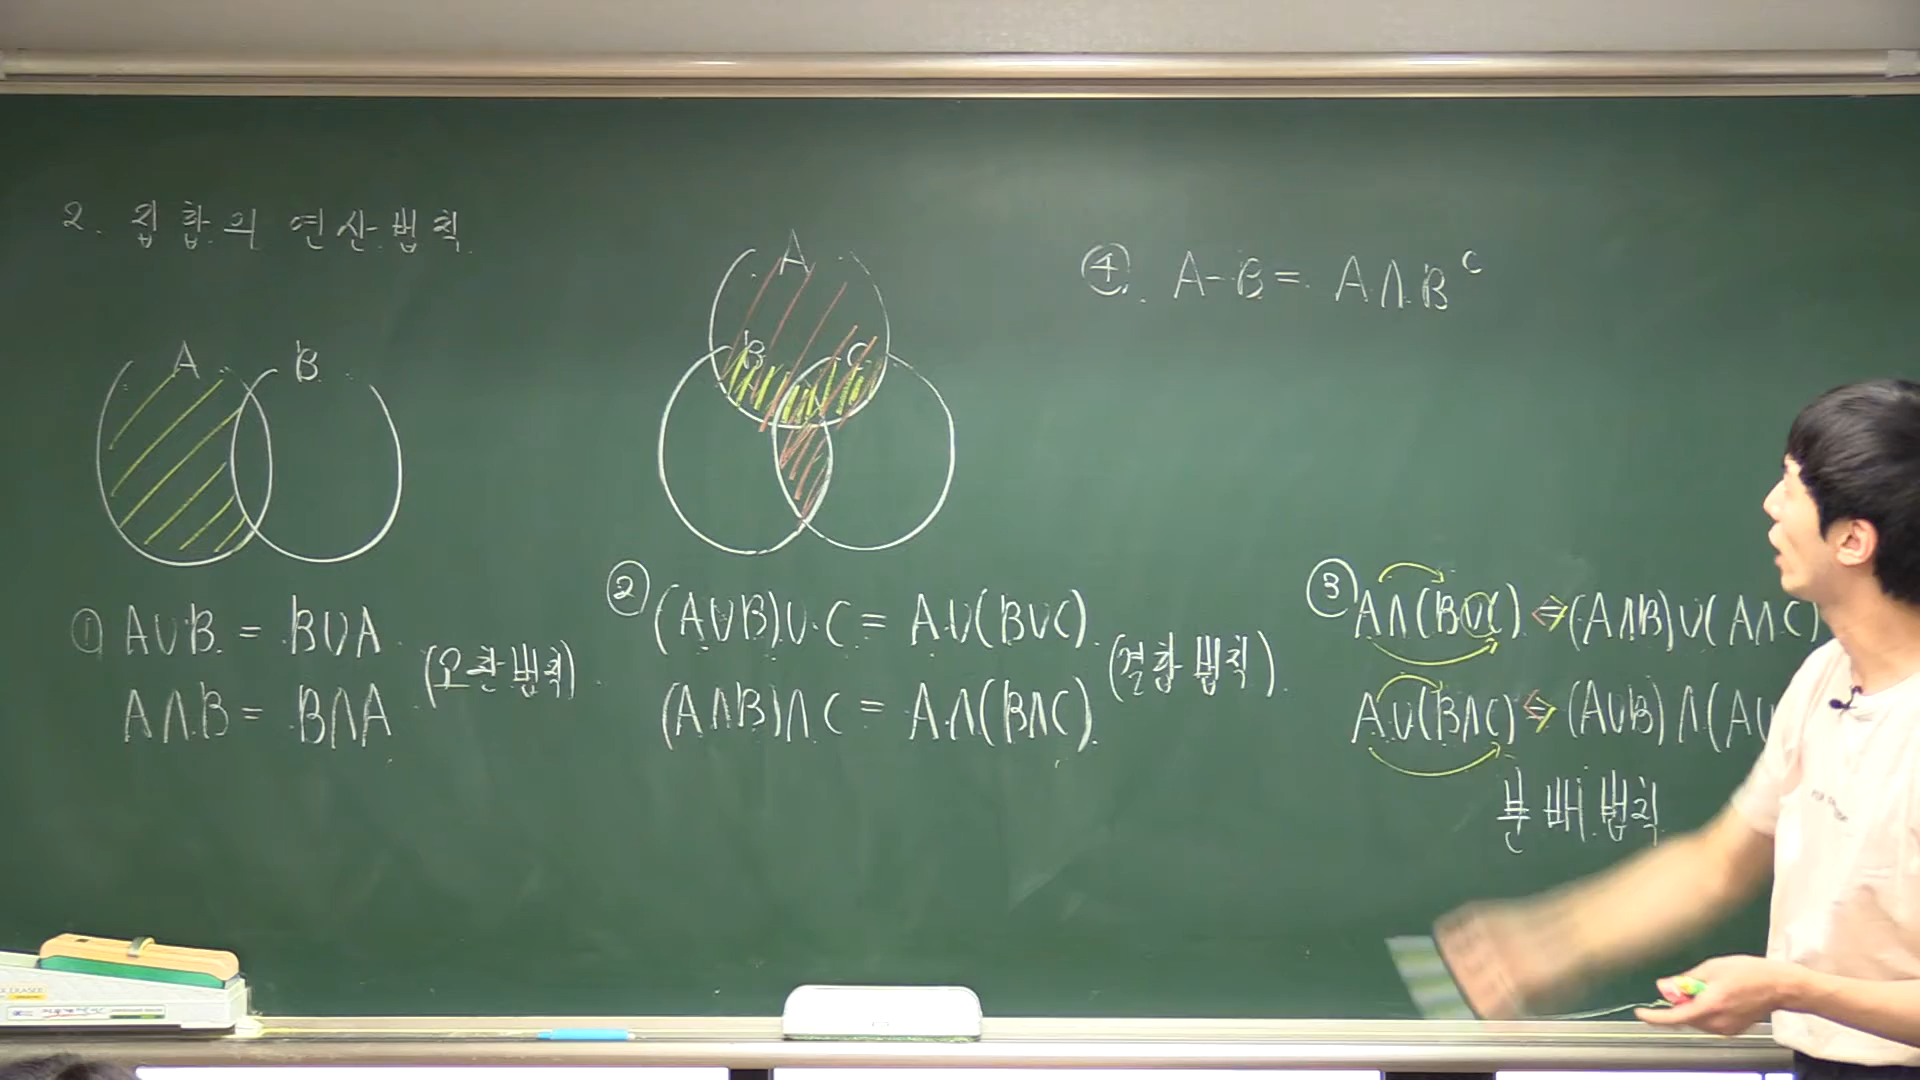 2. 집합의 연산법칙
A B
A
B C
① A∪B = B∪A
A∩B = B∩A
(교환법칙)
② (A∪B)∪C = A∪(B∪C)
(A∩B)∩C = A∩(B∩C)
(결합법칙)
④ A-B = A∩B^C
③ A∩(B∪C) ⇔ (A∩B)∪(A∩C)
A∪(B∩C) ⇔ (A∪B)∩(A∪
분배법칙
ERASER